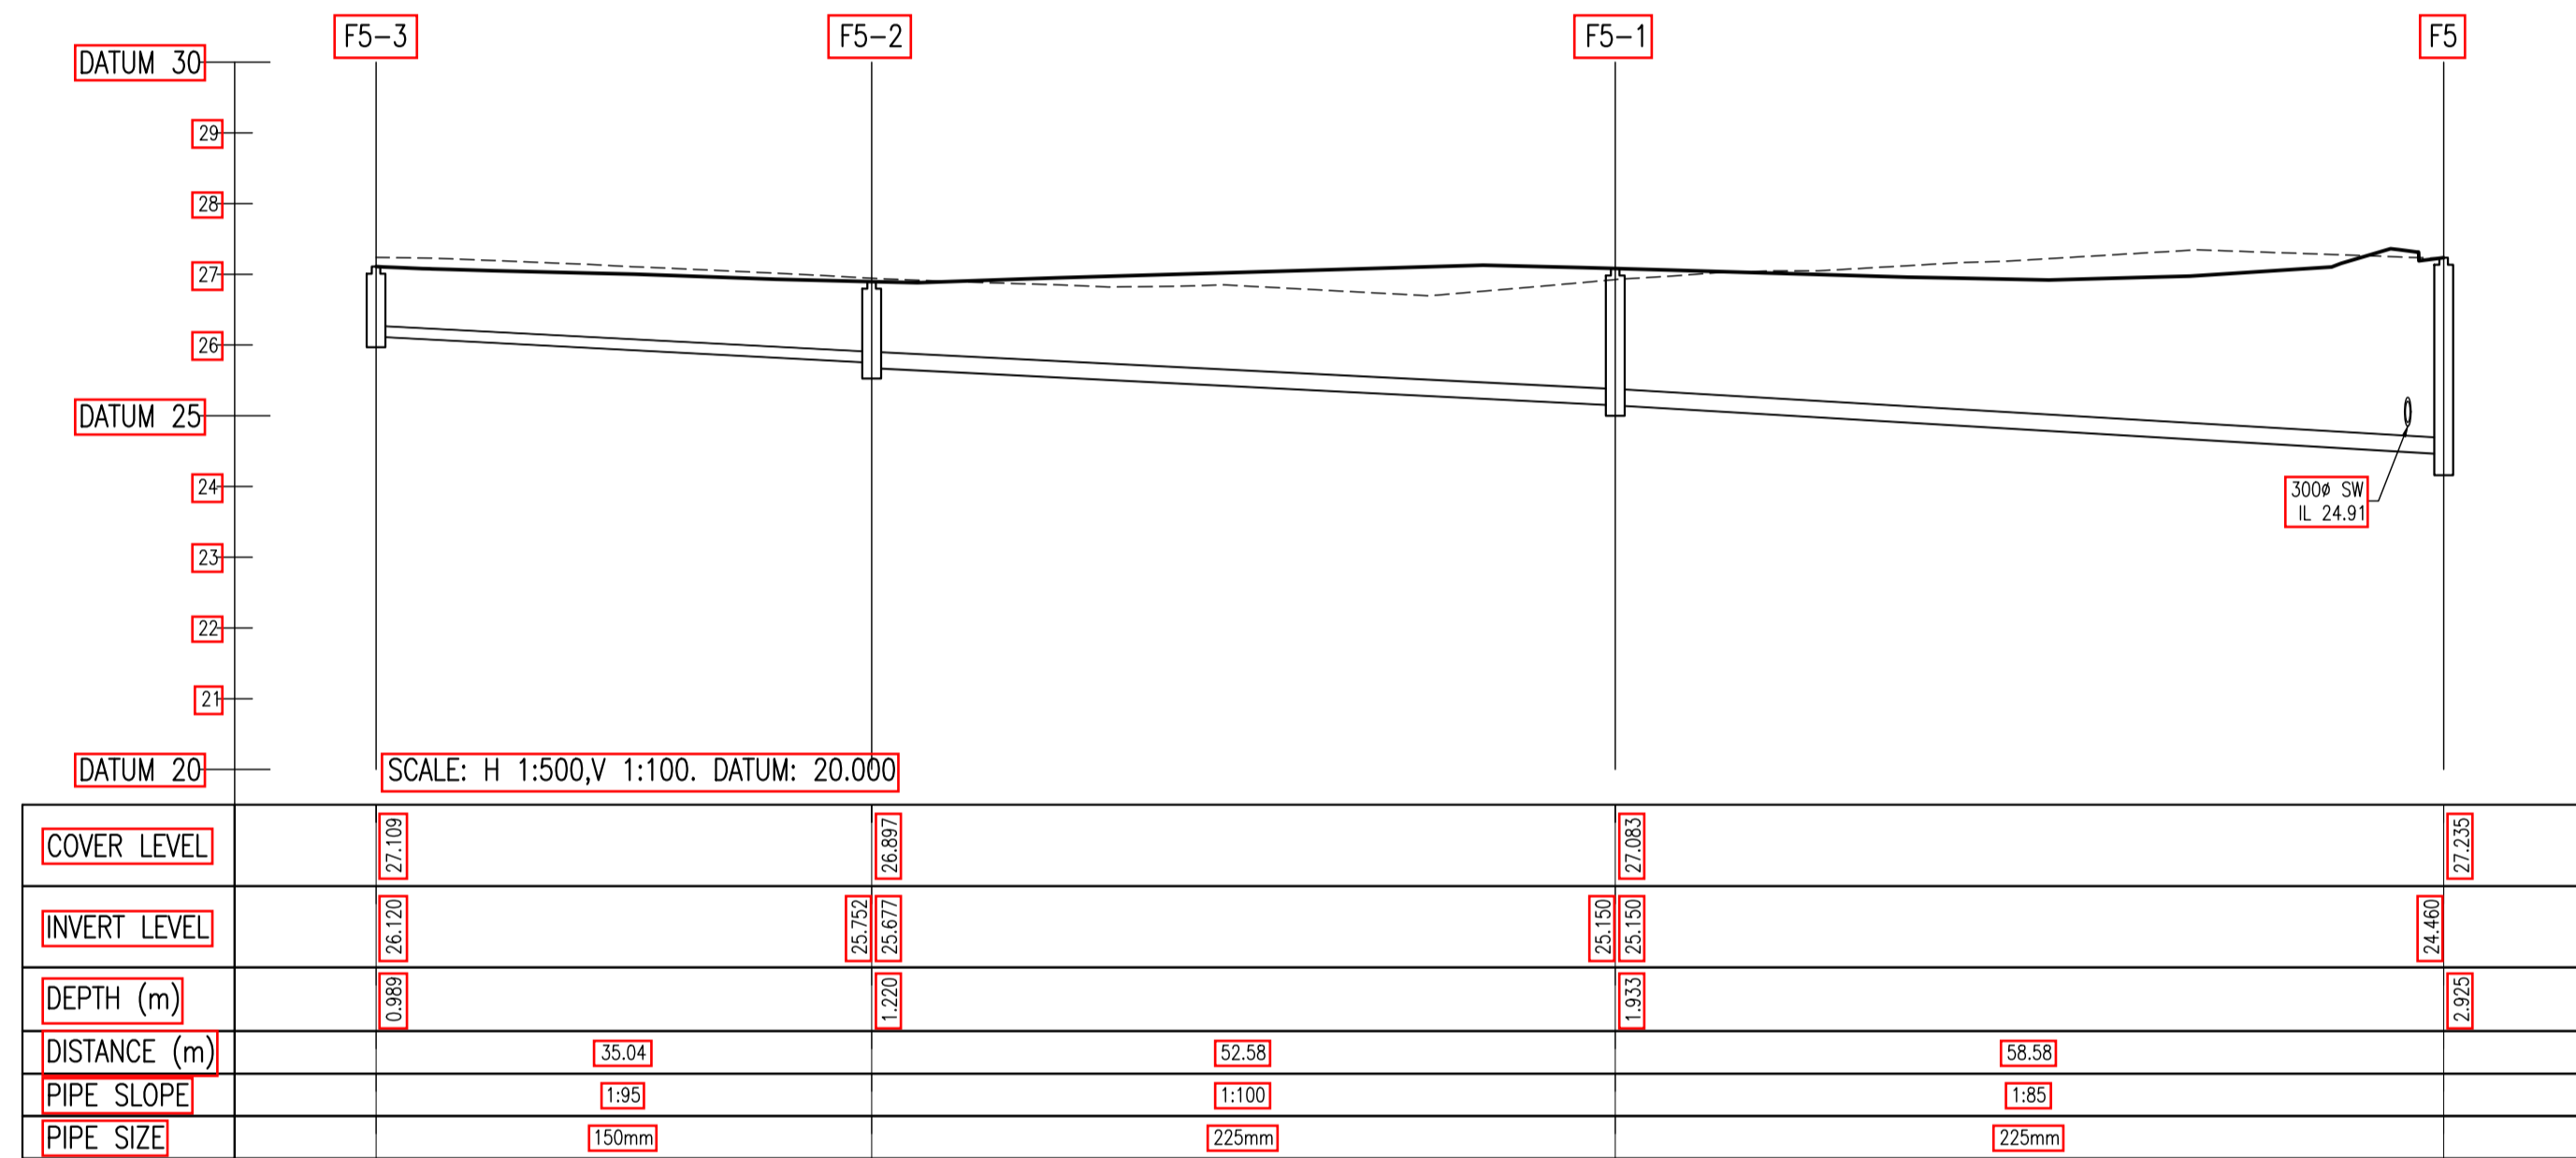 F5-3 F5-2 F5-1 F5
DATUM 30
29
28
27
26
DATUM 25
24
300ø SW
IL 24.91
23
22
21
DATUM 20
SCALE: H 1:500,V 1:100. DATUM: 20.000
COVER LEVEL 27.109 26.897 27.083 27.235
INVERT LEVEL 26.120 25.752 25.677 25.150 25.150 24.460
DEPTH (m) 0.989 1.220 1.933 2.925
DISTANCE (m) 35.04 52.58 58.58
PIPE SLOPE 1:95 1:100 1:85
PIPE SIZE 150mm 225mm 225mm